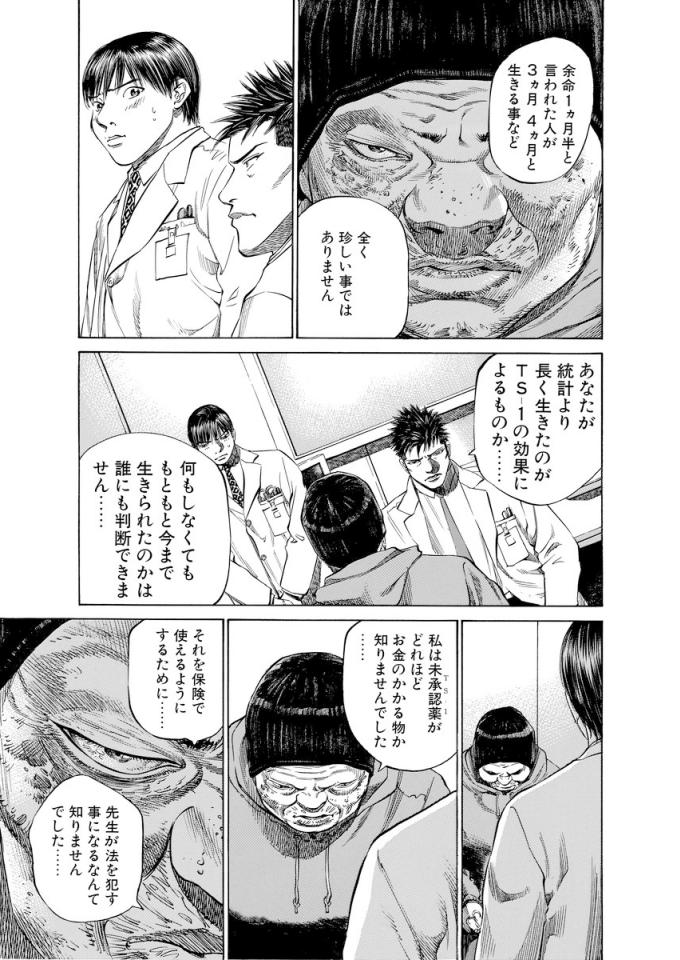 余命1ヵ月半と
言われた人が
3ヵ月 4ヵ月と
生きる事など
全く
珍しい事では
ありません
あなたが
統計より
長く生きたのが
TS-1の効果に
よるものか……
何もしなくても
もともと今まで
生きられたのかは
誰にも判断できま
せん……
私は未承認薬が
TS-1
どれほど
お金のかかる物か
知りませんでした
……
それを保険で
使えるように
するために……
先生が法を犯す
事になるなんて
知りません
でした……